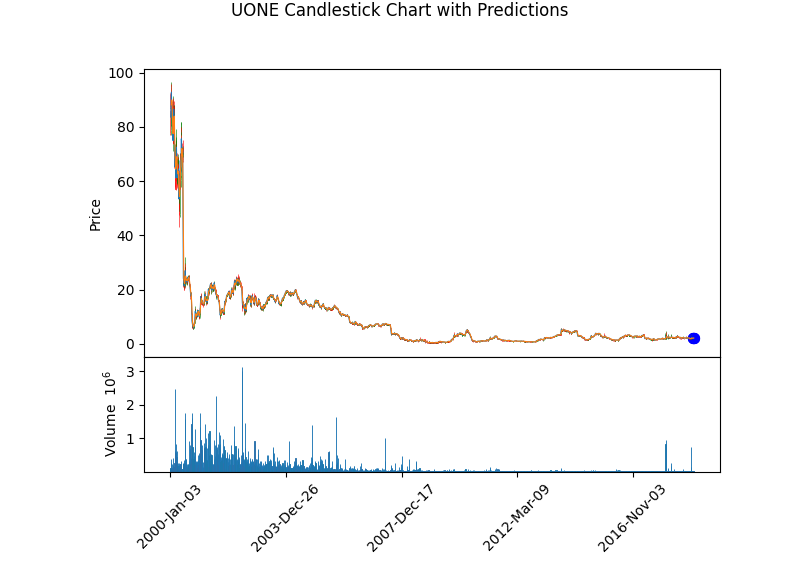 UONE Candlestick Chart with Predictions
100
80
60
40
20
0
Price
3
2
1
Volume 10^6
2000-Jan-03
2003-Dec-26
2007-Dec-17
2012-Mar-09
2016-Nov-03